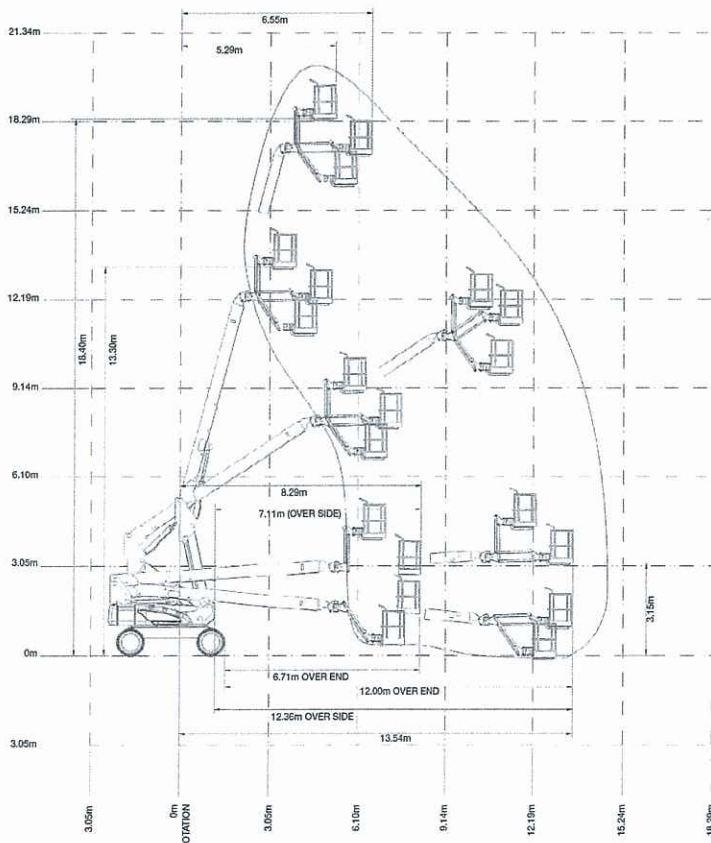 6.55m
5.29m
21.34m
18.29m
15.24m
12.19m
9.14m
6.10m
3.05m
0m
3.05m
18.40m
13.30m
8.29m
7.11m (OVER SIDE)
3.15m
6.71m OVER END
12.00m OVER END
12.36m OVER SIDE
13.54m
3.05m
0m
OTATION
3.05m
6.10m
9.14m
12.19m
15.24m
18.29m